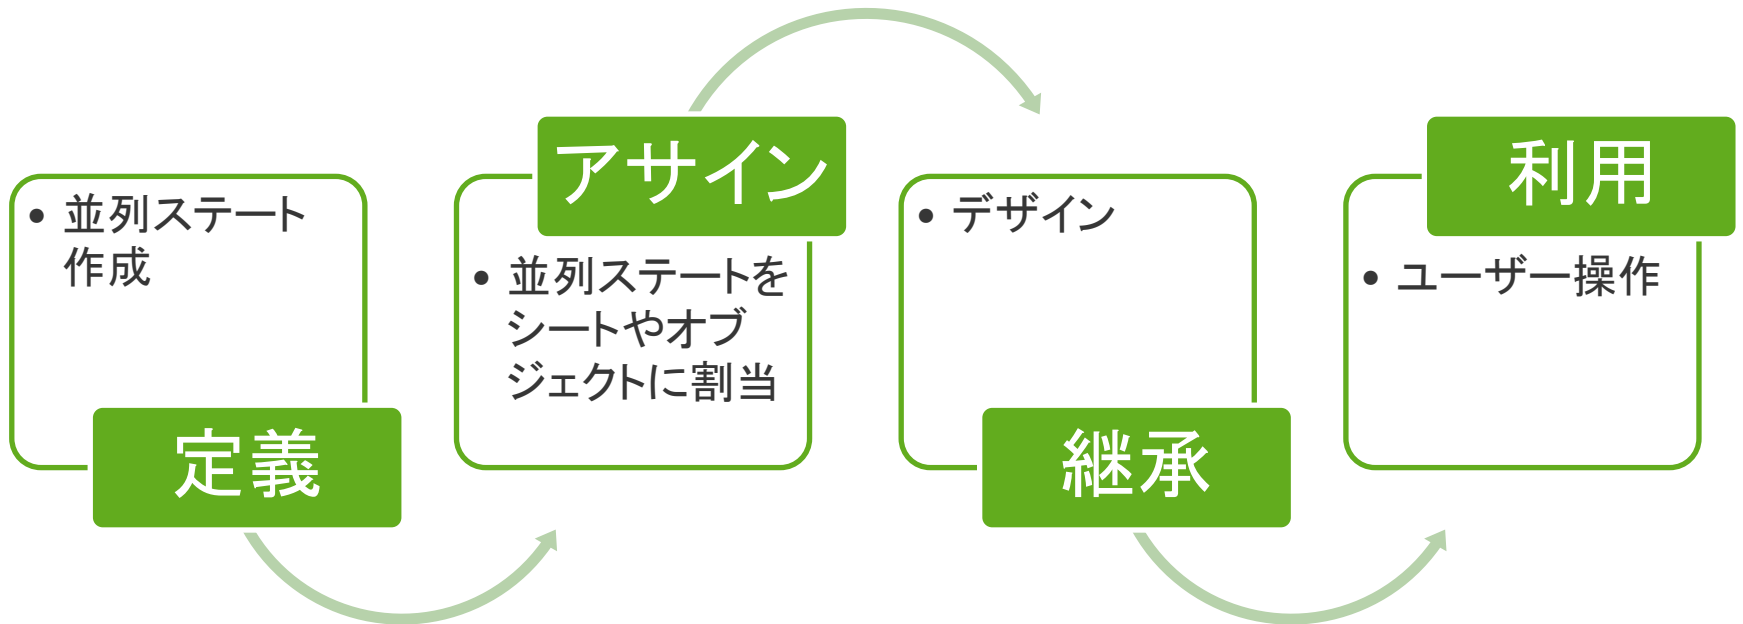 • 並列ステート
作成
定義
アサイン
• 並列ステートを
シートやオブ
ジェクトに割当
• デザイン
継承
利用
• ユーザー操作